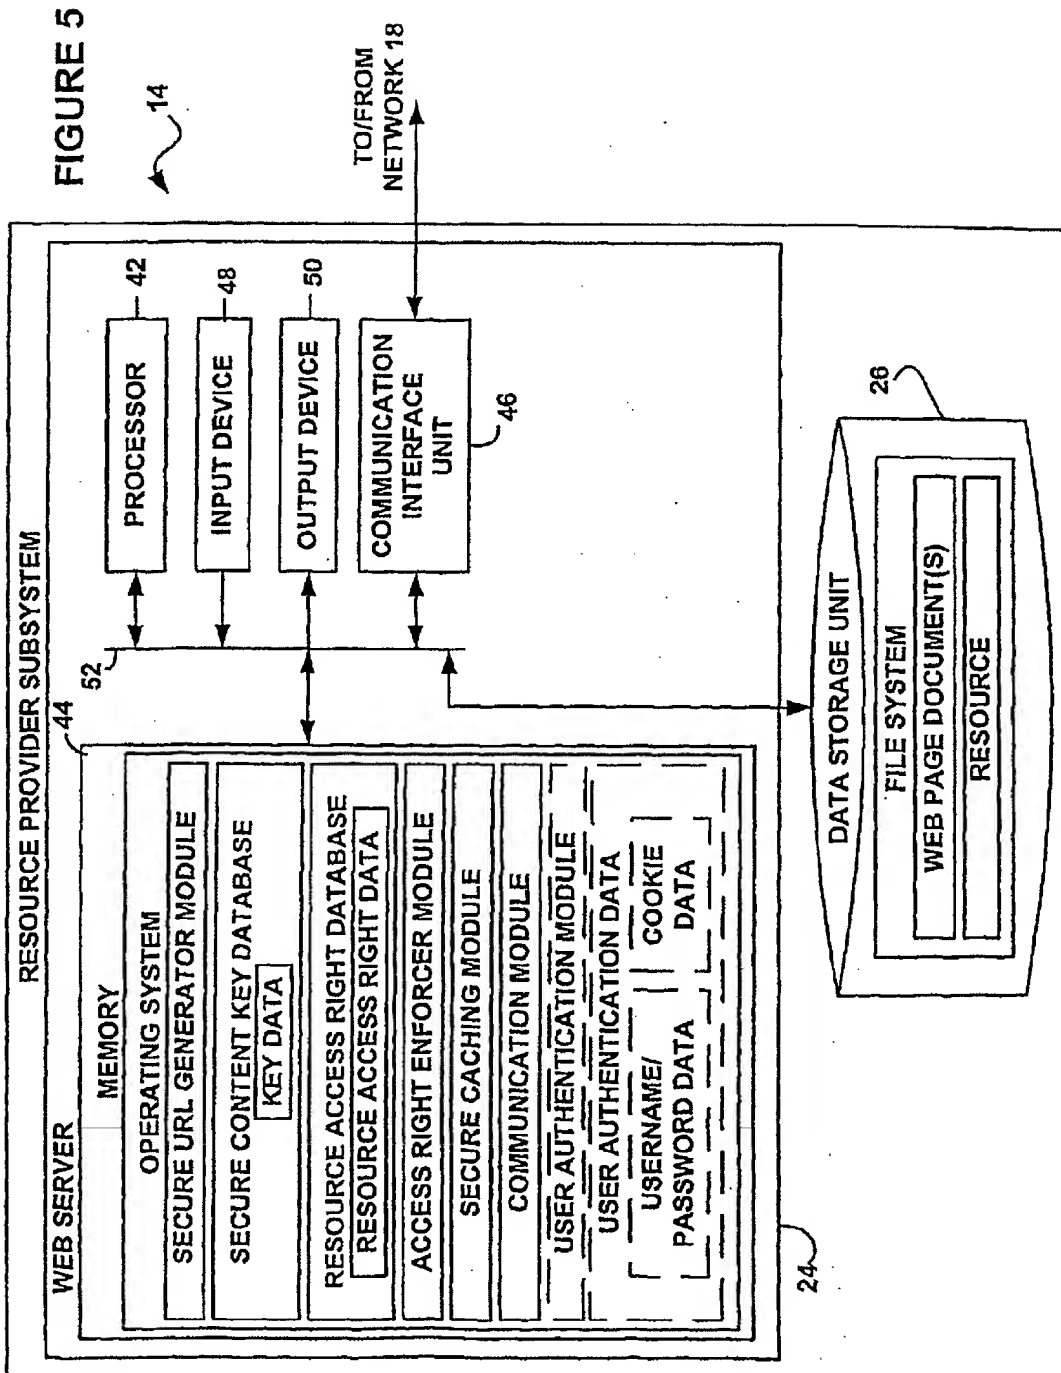 FIGURE 5
14
RESOURCE PROVIDER SUBSYSTEM
WEB SERVER
44
MEMORY
OPERATING SYSTEM
SECURE URL GENERATOR MODULE
SECURE CONTENT KEY DATABASE
KEY DATA
RESOURCE ACCESS RIGHT DATABASE
RESOURCE ACCESS RIGHT DATA
ACCESS RIGHT ENFORCER MODULE
SECURE CACHING MODULE
COMMUNICATION MODULE
USER AUTHENTICATION MODULE
USER AUTHENTICATION DATA
USERNAME/
PASSWORD DATA
COOKIE
DATA
24
52
PROCESSOR
42
INPUT DEVICE
48
OUTPUT DEVICE
50
COMMUNICATION
INTERFACE
UNIT
46
TO/FROM
NETWORK 18
DATA STORAGE UNIT
FILE SYSTEM
WEB PAGE DOCUMENT(S)
RESOURCE
26